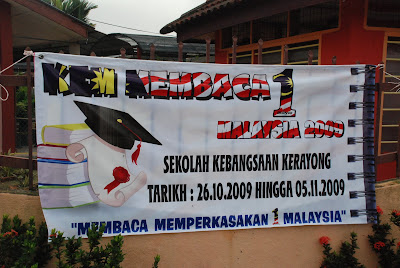 KEM MEMBACA 1
MALAYSIA 2009
SEKOLAH KEBANGSAAN KERAYONG
TARIKH : 26.10.2009 HINGGA 05.11.2009
"MEMBACA MEMPERKASAKAN 1 MALAYSIA"